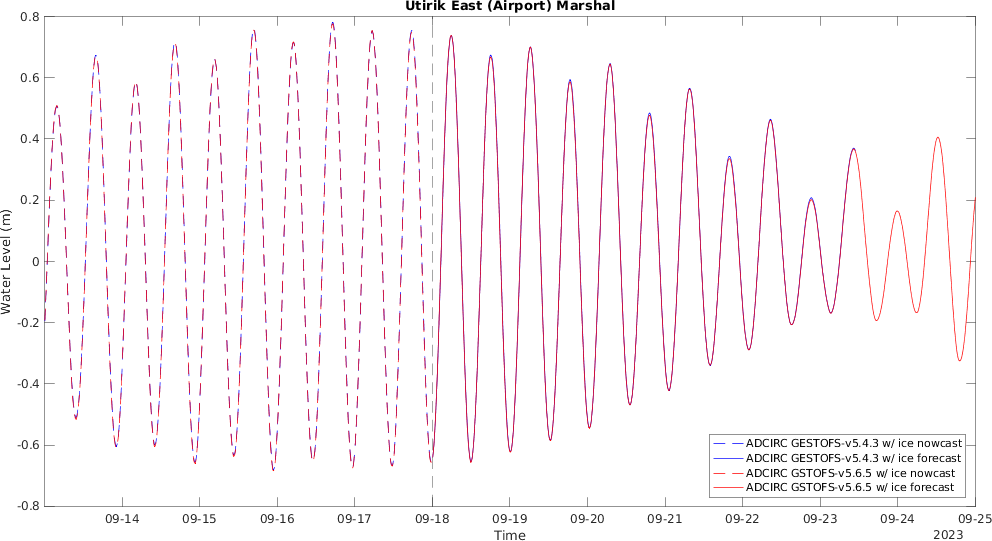 Utirik East (Airport) Marshal
0.8
0.6
0.4
0.2
0
-0.2
-0.4
-0.6
-0.8
Water Level (m)
09-14 09-15 09-16 09-17 09-18 09-19 09-20 09-21 09-22 09-23 09-24 09-25
Time
2023
ADCIRC GESTOFS-v5.4.3 w/ ice nowcast
ADCIRC GESTOFS-v5.4.3 w/ ice forecast
ADCIRC GSTOFS-v5.6.5 w/ ice nowcast
ADCIRC GSTOFS-v5.6.5 w/ ice forecast